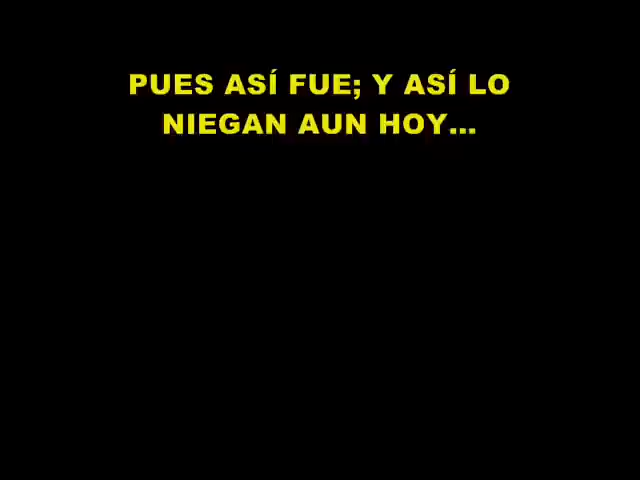 PUES ASÍ FUE; Y ASÍ LO
NIEGAN AUN HOY...